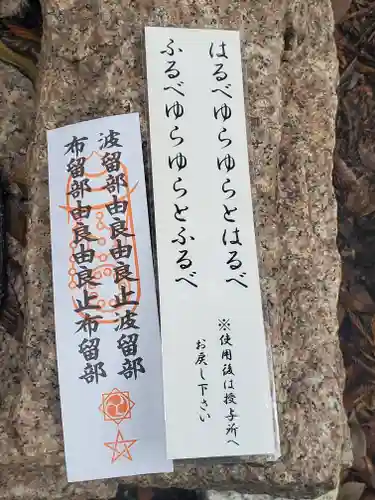 はるべゆらゆらとはるべ
ふるべゆらゆらとふるべ
※使用後は授与所へ
お戻し下さい
波留部由良由良止波留部
布留部由良由良止布留部